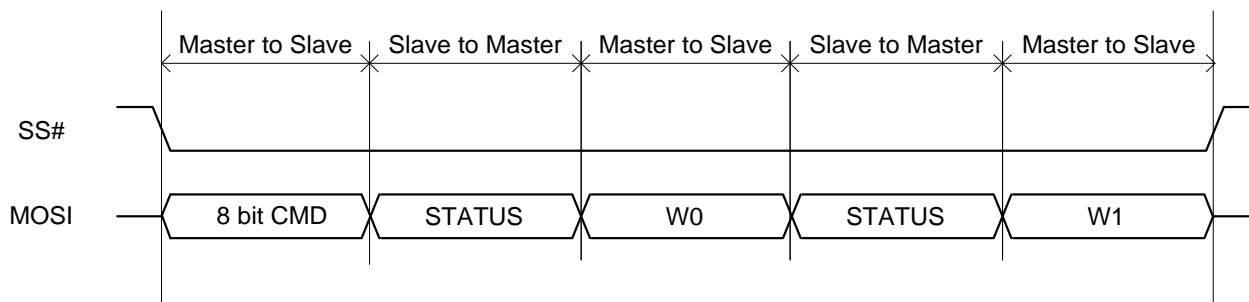 Master to Slave Slave to Master Master to Slave Slave to Master Master to Slave
SS#
MOSI 8 bit CMD STATUS W0 STATUS W1